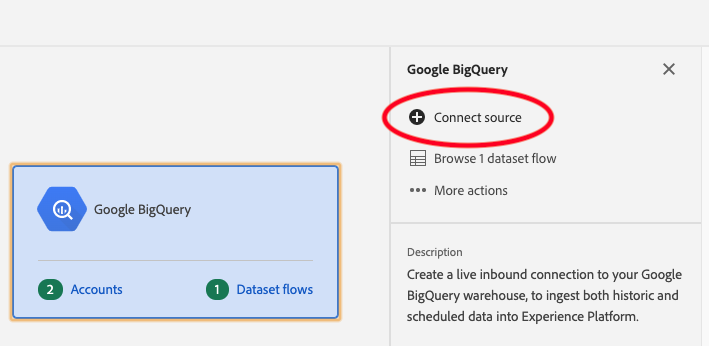 Google BigQuery
Connect source
Browse 1 dataset flow
More actions
Google BigQuery
2 Accounts 1 Dataset flows
Description
Create a live inbound connection to your Google
BigQuery warehouse, to ingest both historic and
scheduled data into Experience Platform.